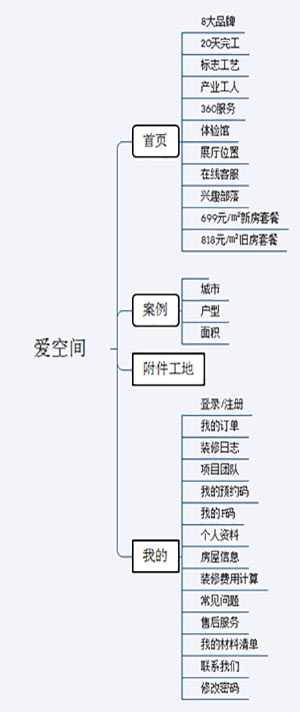 8大品牌
20天完工
标志工艺
产业工人
360服务
首页
体验馆
展厅位置
在线客服
兴趣部落
699元/㎡新房套餐
818元/㎡旧房套餐
城市
案例
户型
面积
爱空间
附件工地
登录/注册
我的订单
装修日志
项目团队
我的预约码
我的F码
个人资料
我的
房屋信息
装修费用计算
常见问题
售后服务
我的材料清单
联系我们
修改密码